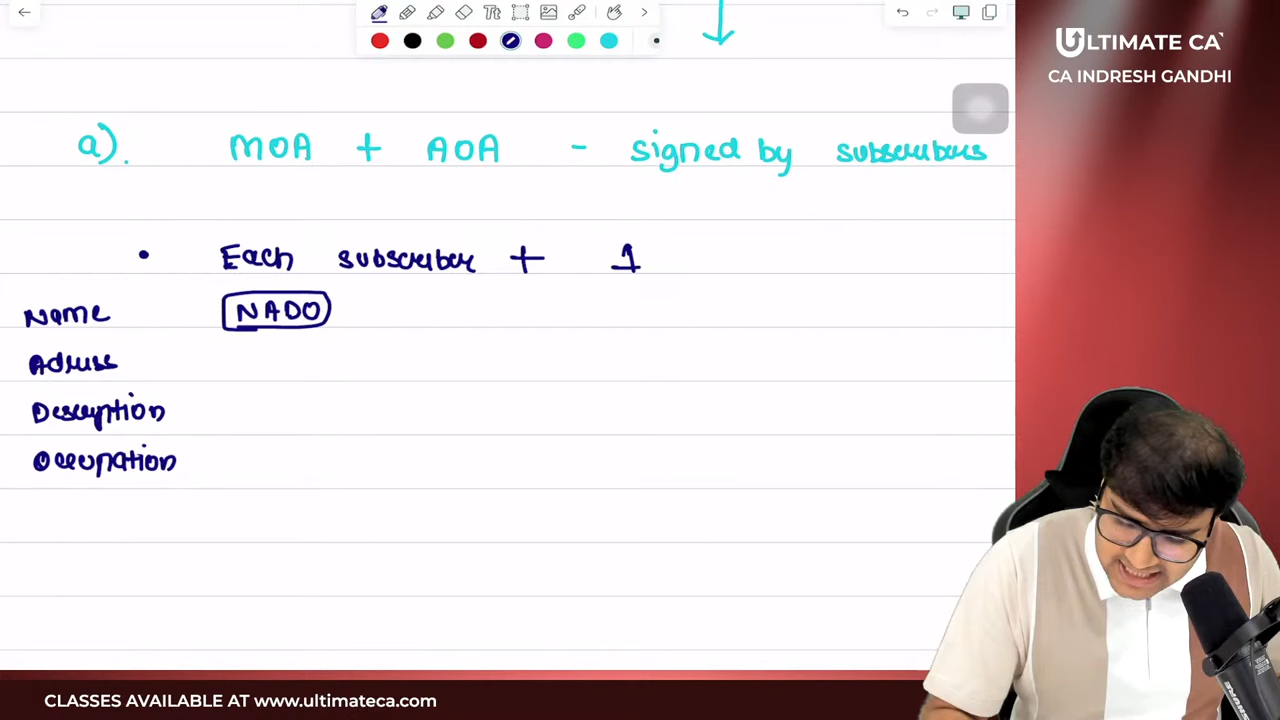 Tt
ULTIMATE CA
CA INDRESH GANDHI
a). MOA + AOA - signed by subscribers
• Each subscriber + 1
Name NADO
Adress
Description
Occupation
CLASSES AVAILABLE AT www.ultimateca.com